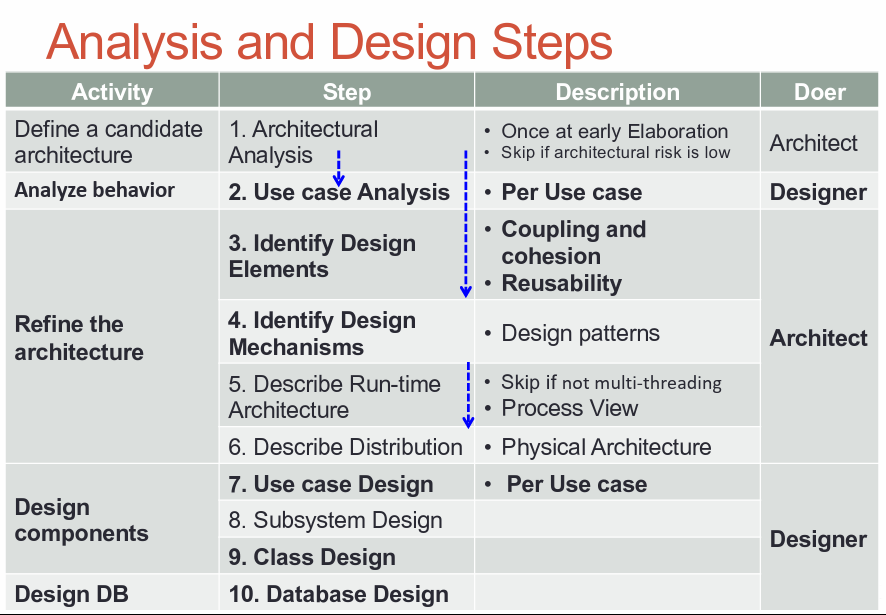 Analysis and Design Steps
Activity Step Description Doer
Define a candidate
architecture
1. Architectural
Analysis
• Once at early Elaboration
• Skip if architectural risk is low
Architect
Analyze behavior
2. Use case Analysis
• Per Use case
Designer
Refine the
architecture
3. Identify Design
Elements
• Coupling and
cohesion
• Reusability
4. Identify Design
Mechanisms
• Design patterns
Architect
5. Describe Run-time
Architecture
• Skip if not multi-threading
• Process View
6. Describe Distribution
• Physical Architecture
Design
components
7. Use case Design
• Per Use case
8. Subsystem Design
Designer
9. Class Design
Design DB
10. Database Design